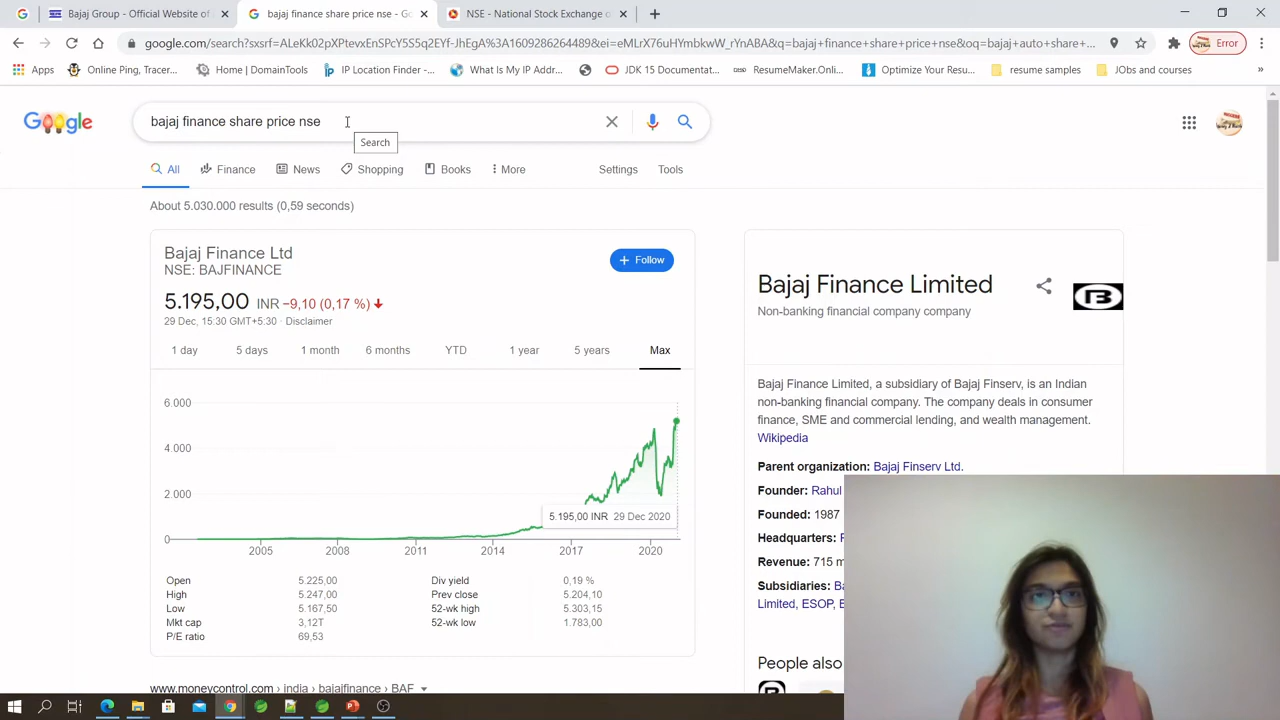 Bajaj Group - Official Website of
bajaj finance share price nse - Go
NSE - National Stock Exchange o
google.com/search?sxsrf=ALeKk02pXPtevxEnSPcY5S5q2EYf-JhEgA%3A1609268264489&ei=eMLrX76uHYmbkwW_rYnABA&q=bajaj+finance+share+price+nse&oq=bajaj+auto+share+...
Error
Apps
Online Ping, Tracer...
Home | DomainTools
IP Location Finder -...
What Is My IP Addr...
JDK 15 Documentat...
ResumeMaker.Onli...
Optimize Your Resu...
resume samples
JObs and courses
»
bajaj finance share price nse
Search
All
Finance
News
Shopping
Books
More
Settings
Tools
About 5.030.000 results (0,59 seconds)
Bajaj Finance Ltd
NSE: BAJFINANCE
+ Follow
5.195,00 INR −9,10 (0,17 %)
29 Dec, 15:30 GMT+5:30 · Disclaimer
1 day
5 days
1 month
6 months
YTD
1 year
5 years
Max
6.000
4.000
2.000
0
5.195,00 INR 29 Dec 2020
2005
2008
2011
2014
2017
2020
Open 5.225,00
High 5.247,00
Low 5.167,50
Mkt cap 3,12T
P/E ratio 69,53
Div yield 0,19 %
Prev close 5.204,10
52-wk high 5.303,15
52-wk low 1.783,00
www.moneycontrol.com › india › bajajfinance › BAF
Bajaj Finance Limited
Non-banking financial company company
B
Bajaj Finance Limited, a subsidiary of Bajaj Finserv, is an Indian
non-banking financial company. The company deals in consumer
finance, SME and commercial lending, and wealth management.
Wikipedia
Parent organization: Bajaj Finserv Ltd.
Founder: Rahul
Founded: 1987
Headquarters:
Revenue: 715 m
Subsidiaries: Ba
Limited, ESOP, E
People also